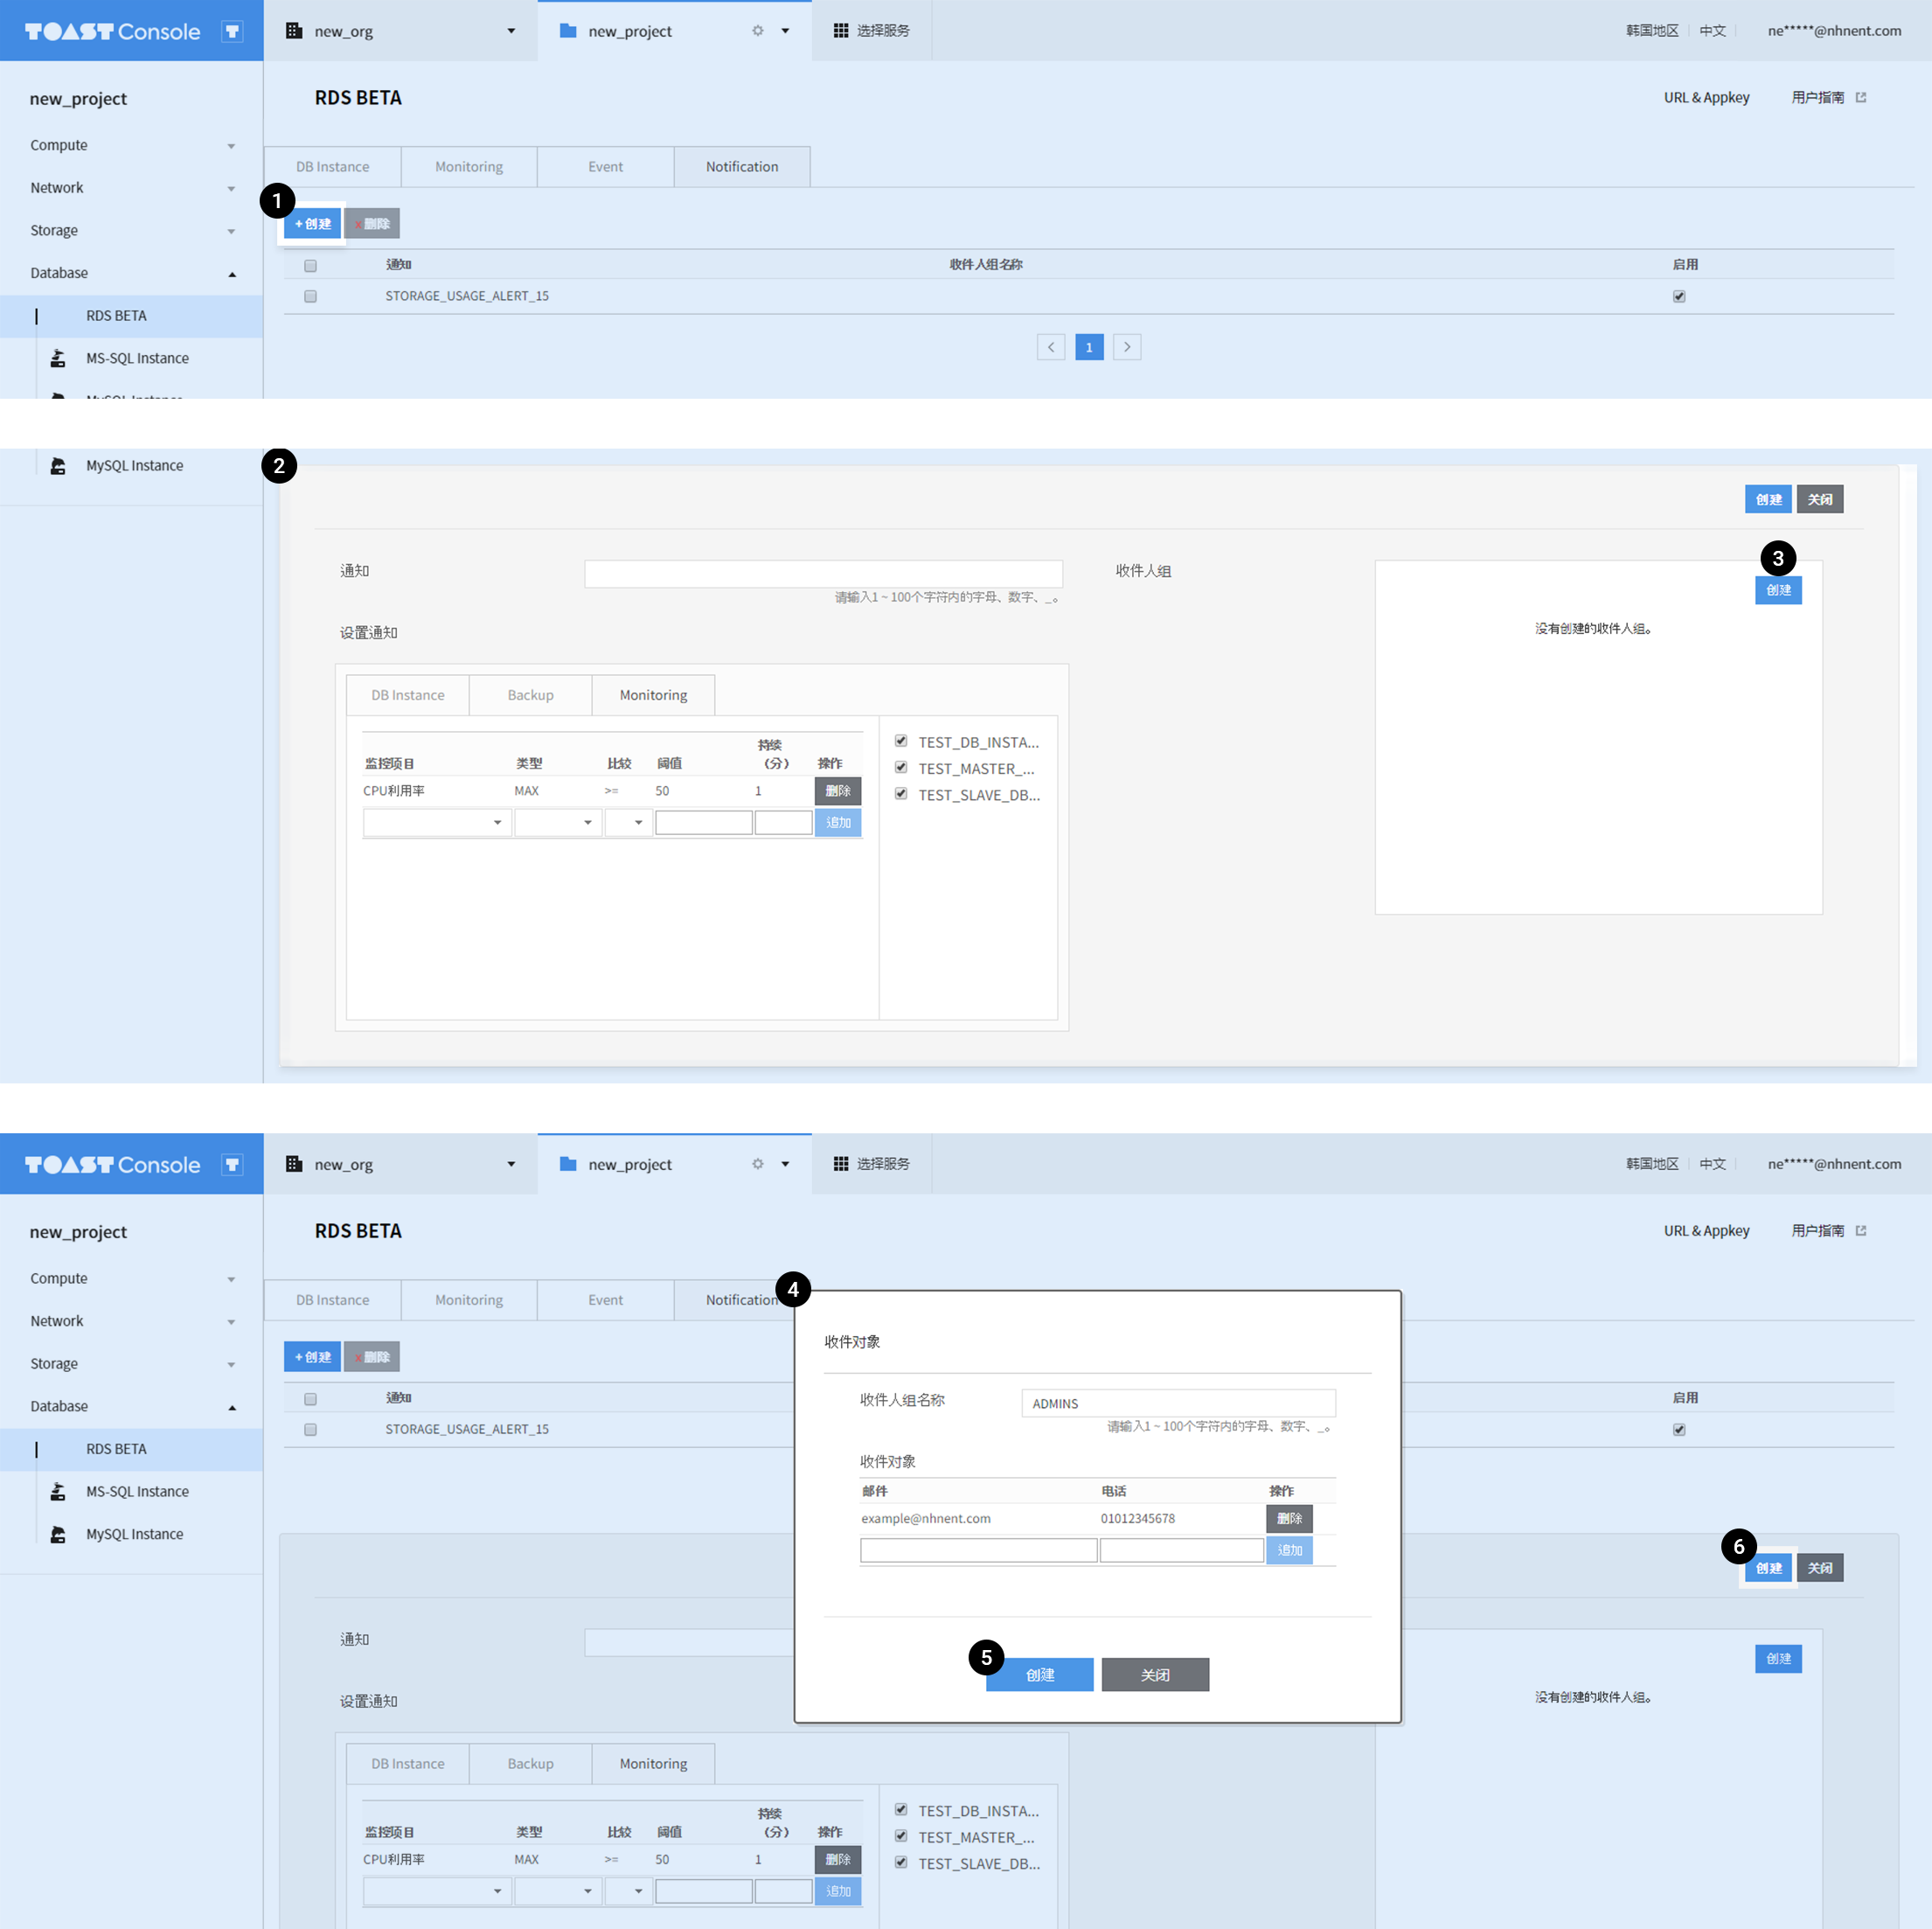 TOAST Console T new_org new_project 选择服务 韩国地区 中文 ne*****@nhnent.com
new_project RDS BETA URL & Appkey 用户指南
Compute
DB Instance Monitoring Event Notification
Network
1
+ 创建 x 删除
Storage
通知 收件人组名称 启用
Database
STORAGE_USAGE_ALERT_15
RDS BETA
MS-SQL Instance
< 1 >
MySQL Instance
MySQL Instance
2
创建 关闭
通知 收件人组
3
创建
请输入1 ~ 100个字符内的字母、数字、_。
没有创建的收件人组。
设置通知
DB Instance Backup Monitoring
监控项目 类型 比较 阈值 持续(分) 操作
CPU利用率 MAX >= 50 1 删除
追加
TEST_DB_INSTA...
TEST_MASTER_...
TEST_SLAVE_DB...
TOAST Console T new_org new_project 选择服务 韩国地区 中文 ne*****@nhnent.com
new_project RDS BETA URL & Appkey 用户指南
Compute
Network
Storage
Database
RDS BETA
MS-SQL Instance
MySQL Instance
DB Instance Monitoring Event Notification
+ 创建 x 删除
通知 启用
STORAGE_USAGE_ALERT_15
4
收件对象
收件人组名称 ADMINS
请输入1 ~ 100个字符内的字母、数字、_。
收件对象
邮件 电话 操作
example@nhnent.com 01012345678 删除
追加
5
创建 关闭
6
创建 关闭
通知
创建
没有创建的收件人组。
设置通知
DB Instance Backup Monitoring
监控项目 类型 比较 阈值 持续(分) 操作
CPU利用率 MAX >= 50 1 删除
追加
TEST_DB_INSTA...
TEST_MASTER_...
TEST_SLAVE_DB...